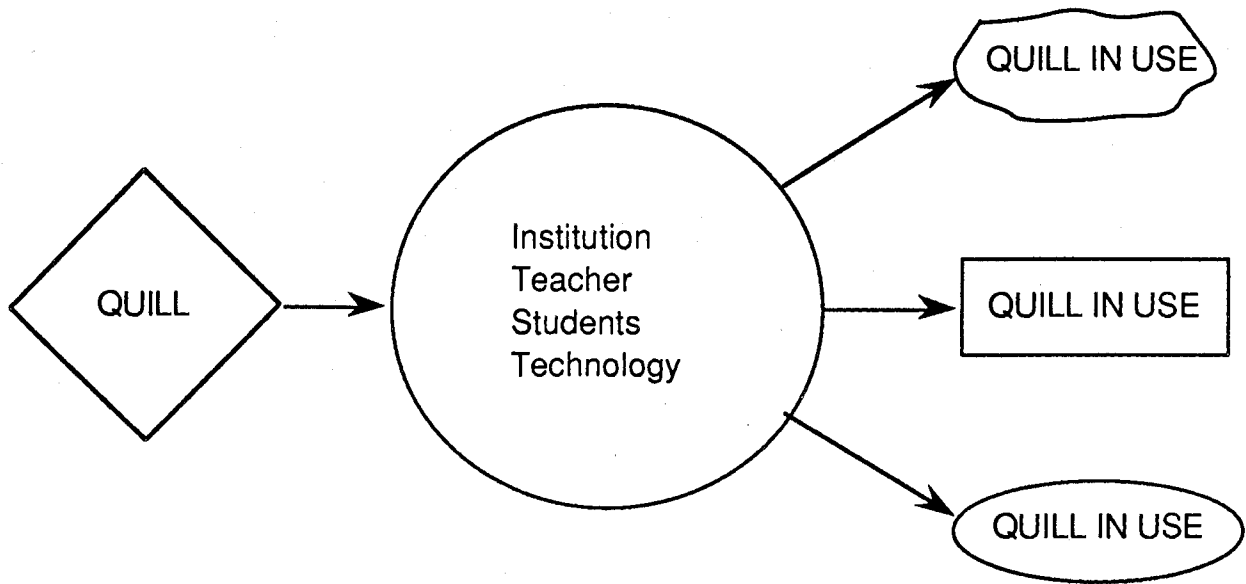 QUILL
Institution
Teacher
Students
Technology
QUILL IN USE
QUILL IN USE
QUILL IN USE